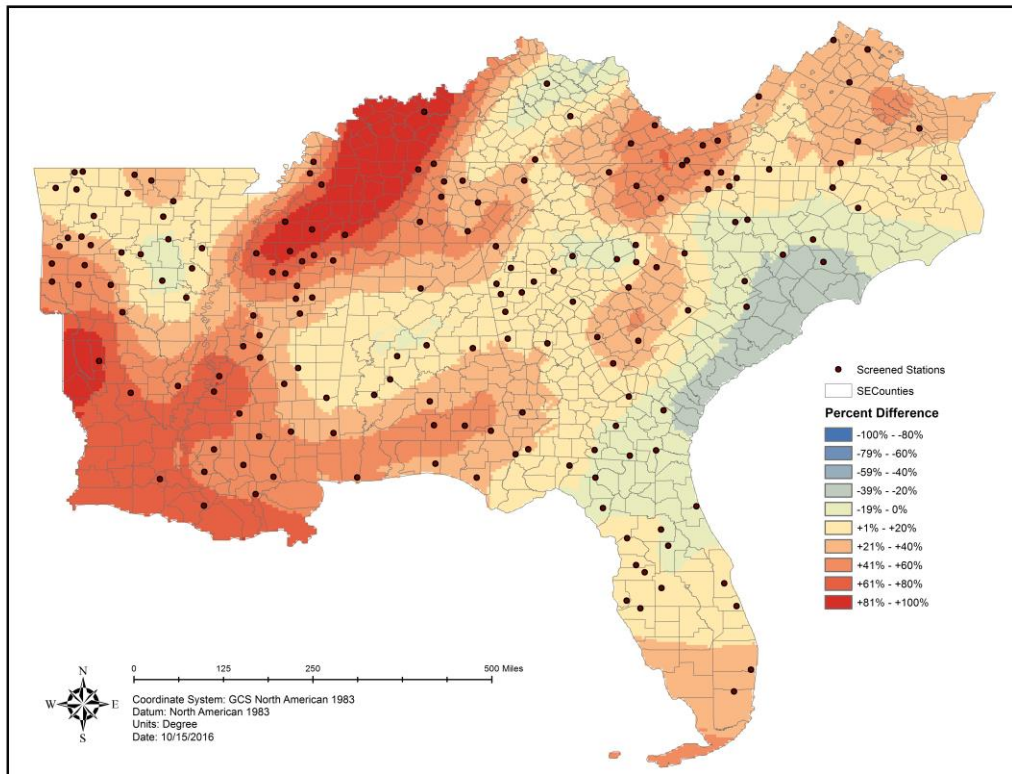 Screened Stations
SECounties
Percent Difference
-100% - -80%
-79% - -60%
-59% - -40%
-39% - -20%
-19% - 0%
+1% - +20%
+21% - +40%
+41% - +60%
+61% - +80%
+81% - +100%
0 125 250 500 Miles
N
W E
S
Coordinate System: GCS North American 1983
Datum: North American 1983
Units: Degree
Date: 10/15/2016